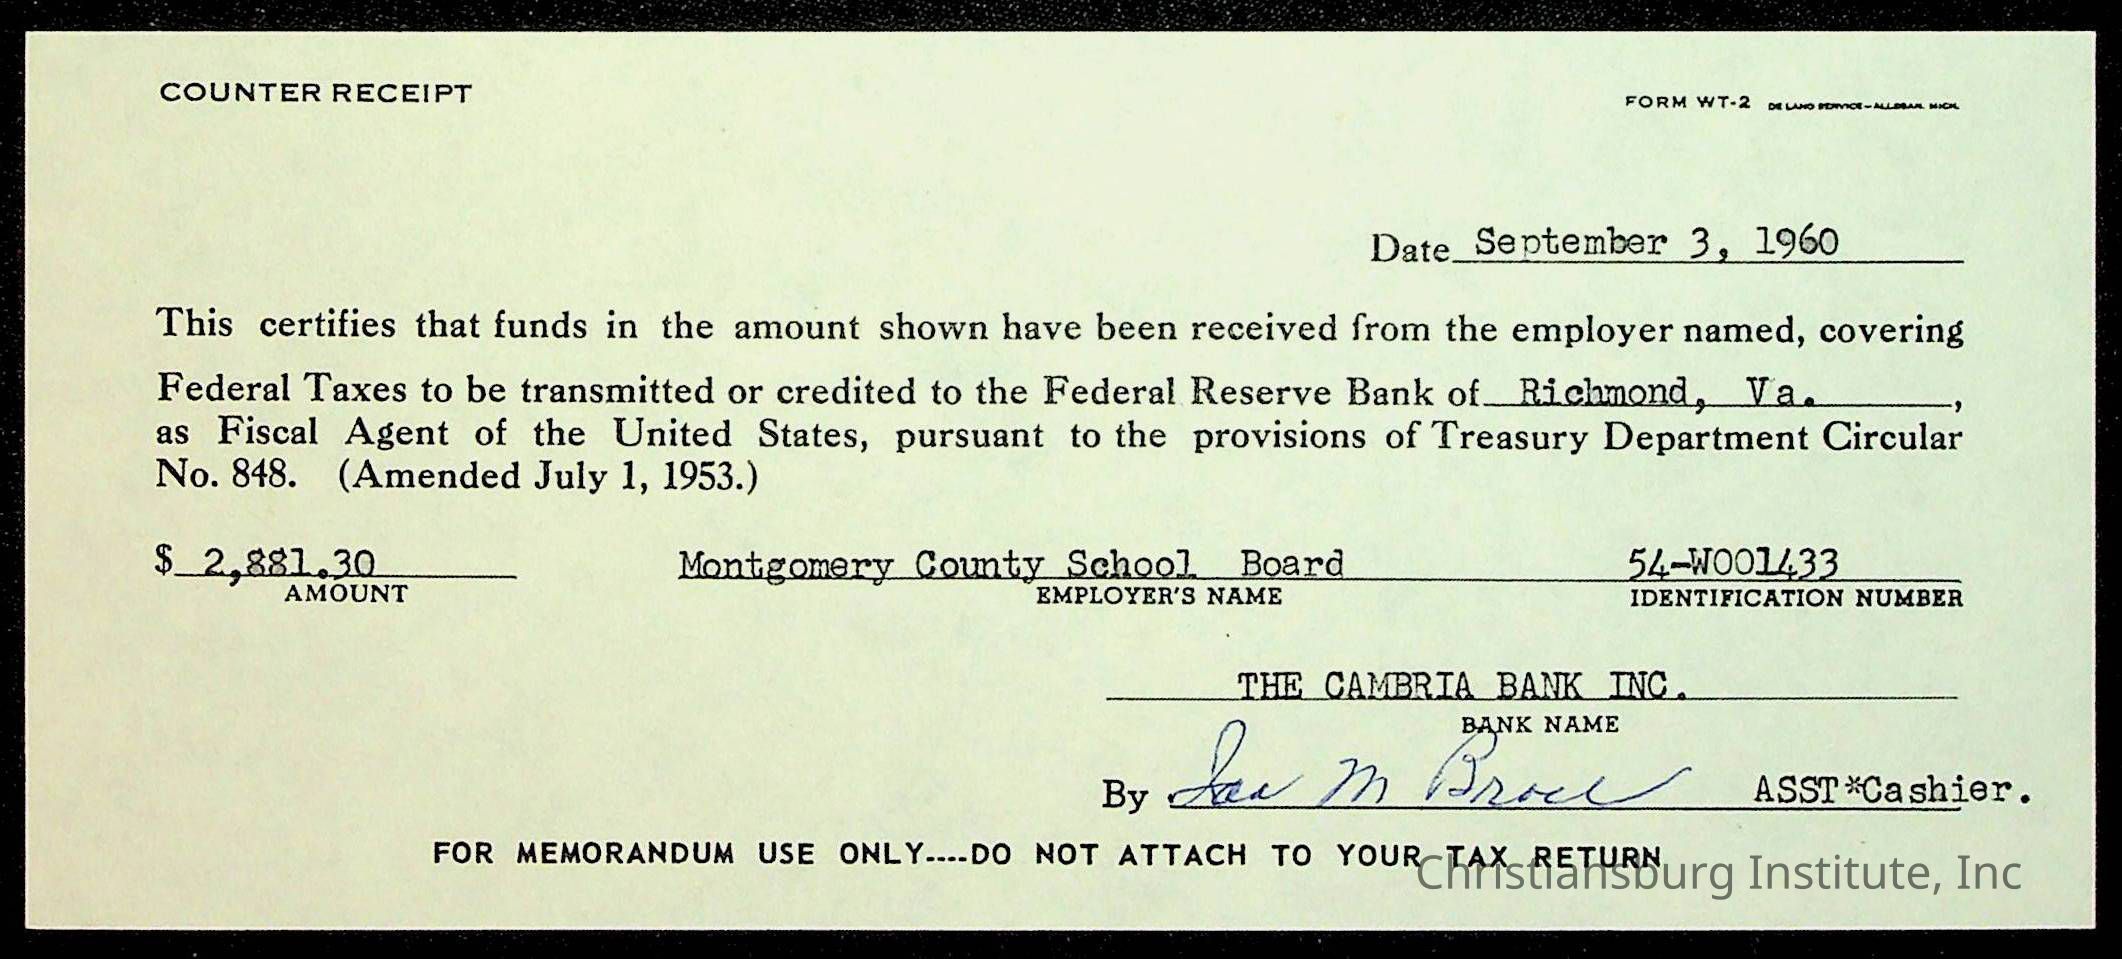 COUNTER RECEIPT
FORM WT-2 DE LANO SERVICE-ALLEGAN, MICH.
Date September 3, 1960
This certifies that funds in the amount shown have been received from the employer named, covering
Federal Taxes to be transmitted or credited to the Federal Reserve Bank of Richmond, Va. ,
as Fiscal Agent of the United States, pursuant to the provisions of Treasury Department Circular
No. 848. (Amended July 1, 1953.)
$ 2,881.30 Montgomery County School Board 54-W001433
AMOUNT EMPLOYER'S NAME IDENTIFICATION NUMBER
THE CAMBRIA BANK INC.
BANK NAME
By M ASST*Cashier.
FOR MEMORANDUM USE ONLY----DO NOT ATTACH TO YOUR TAX RETURN
Christiansburg Institute, Inc